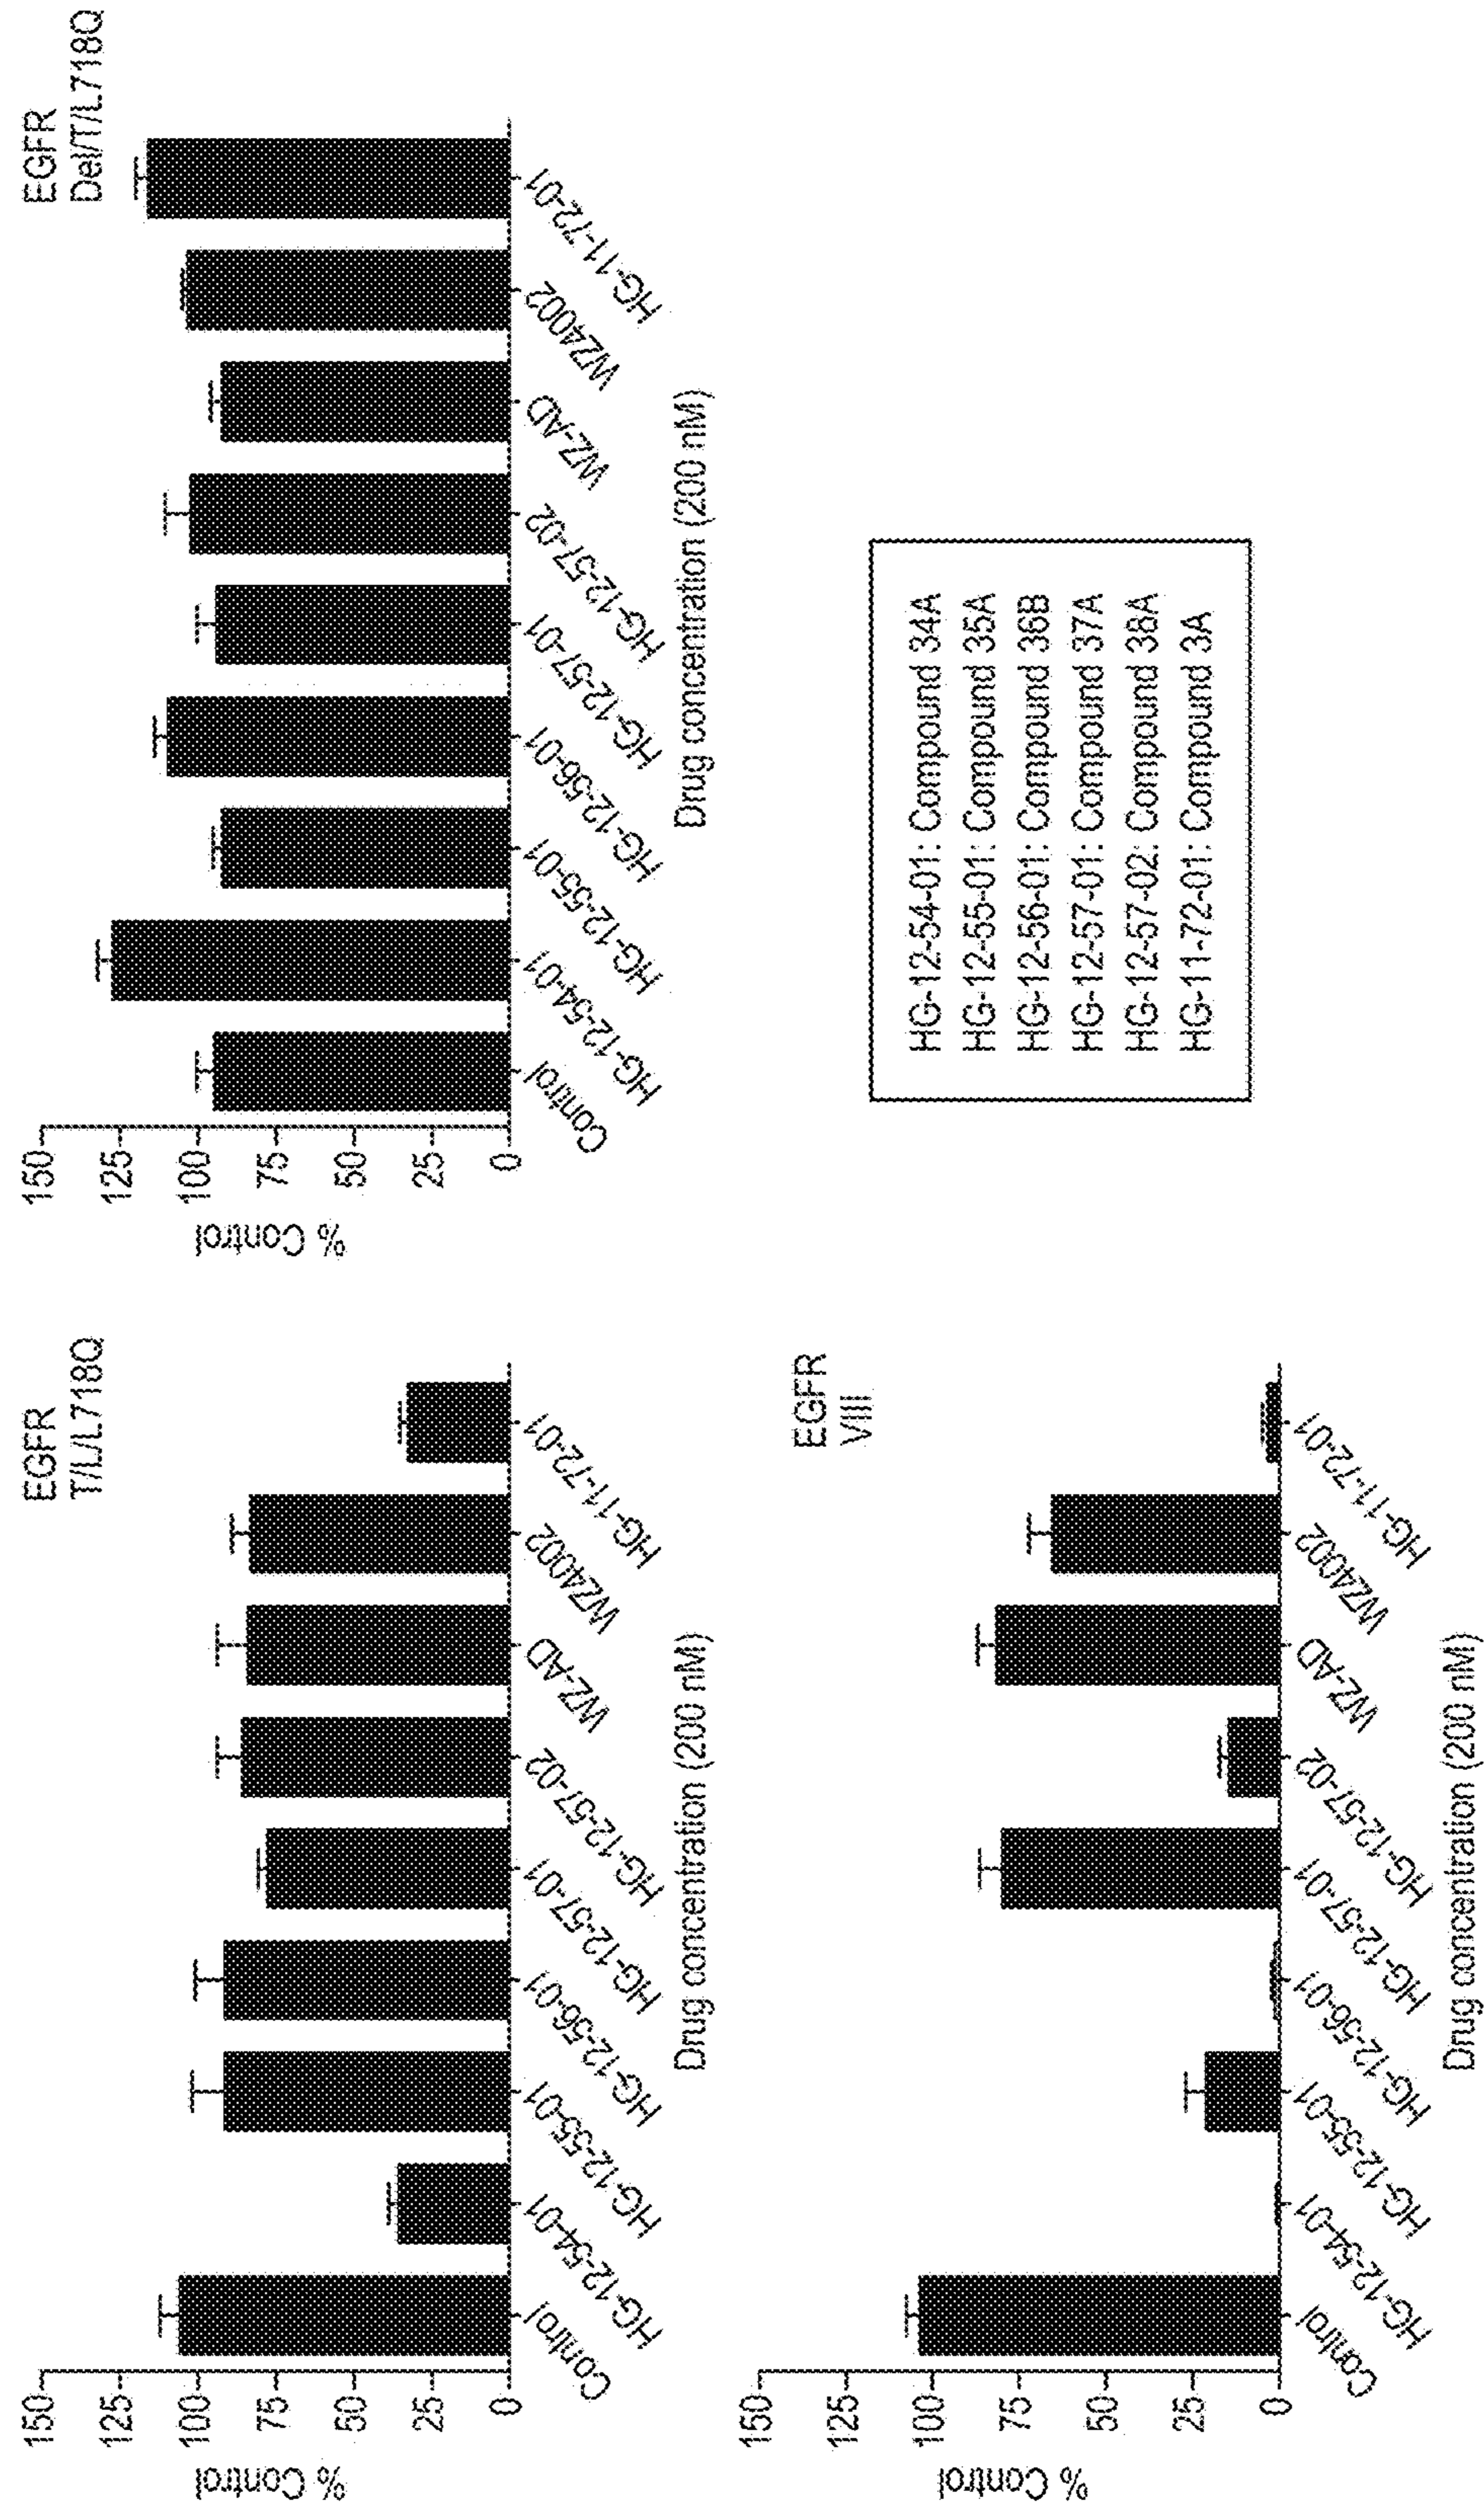 EGFR
T/L/L718Q
% Control
150
125
100
75
50
25
0
Control
HG-12-54-01
HG-12-55-01
HG-12-56-01
HG-12-57-01
HG-12-57-02
WZ-AD
WZ4002
HG-11-72-01
Drug concentration (200 nM)
EGFR
Del/T/L718Q
% Control
150
125
100
75
50
25
0
Control
HG-12-54-01
HG-12-55-01
HG-12-56-01
HG-12-57-01
HG-12-57-02
WZ-AD
WZ4002
HG-11-72-01
Drug concentration (200 nM)
EGFR
VIII
% Control
150
125
100
75
50
25
0
Control
HG-12-54-01
HG-12-55-01
HG-12-56-01
HG-12-57-01
HG-12-57-02
WZ-AD
WZ4002
HG-11-72-01
Drug concentration (200 nM)
HG-12-54-01: Compound 34A
HG-12-55-01: Compound 35A
HG-12-56-01: Compound 36B
HG-12-57-01: Compound 37A
HG-12-57-02: Compound 38A
HG-11-72-01: Compound 3A